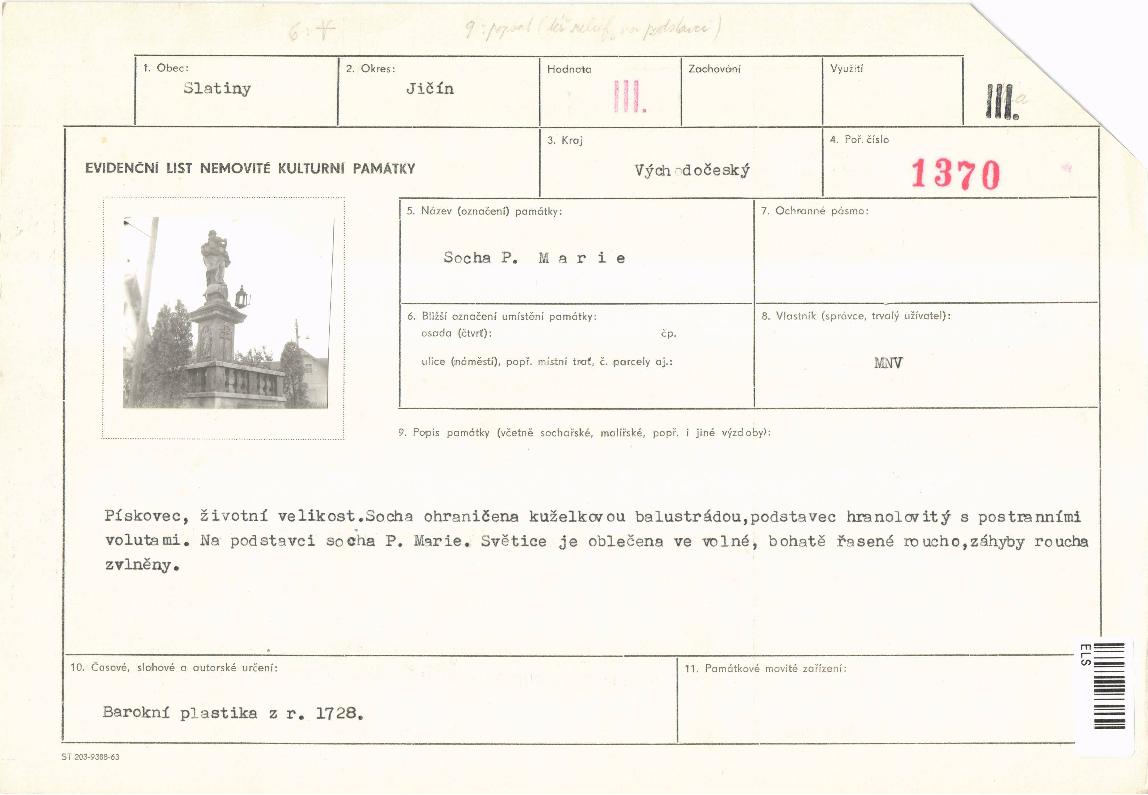 6:
9: popsat (též reliéf na podstavci)
1. Obec:
Slatiny
2. Okres:
Jičín
Hodnota
III.
Zachování
Využití
III.a
EVIDENČNÍ LIST NEMOVITÉ KULTURNÍ PAMÁTKY
3. Kraj
Východočeský
4. Poř. číslo
1370
5. Název (označení) památky:
Socha P. M a r i e
7. Ochranné pásmo:
6. Bližší označení umístění památky:
osada (čtvrť): čp.
ulice (náměstí), popř. místní trať, č. parcely aj.:
8. Vlastník (správce, trvalý uživatel):
MNV
9. Popis památky (včetně sochařské, malířské, popř. i jiné výzdoby):
Pískovec, životní velikost.Socha ohraničena kuželkovou balustrádou,podstavec hranolovitý s postranními
volutami. Na podstavci socha P. Marie. Světice je oblečena ve volné, bohatě řasené roucho,záhyby roucha
zvlněny.
10. Časové, slohové a autorské určení:
Barokní plastika z r. 1728.
11. Památkově movité zařízení:
ELS
ST 203-9388-63